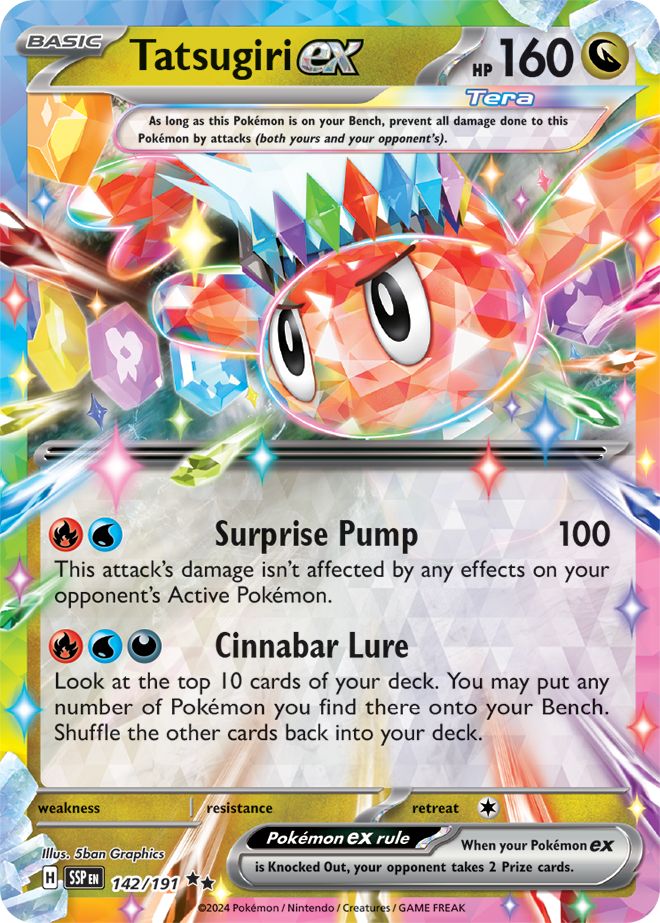 BASIC
Tatsugiri ex
HP 160
Tera
As long as this Pokémon is on your Bench, prevent all damage done to this
Pokémon by attacks (both yours and your opponent's).
Surprise Pump 100
This attack's damage isn't affected by any effects on your
opponent's Active Pokémon.
Cinnabar Lure
Look at the top 10 cards of your deck. You may put any
number of Pokémon you find there onto your Bench.
Shuffle the other cards back into your deck.
weakness resistance retreat
Illus. 5ban Graphics
Pokémon ex rule
When your Pokémon ex
is Knocked Out, your opponent takes 2 Prize cards.
H SSP EN 142/191 ★★
©2024 Pokémon / Nintendo / Creatures / GAME FREAK